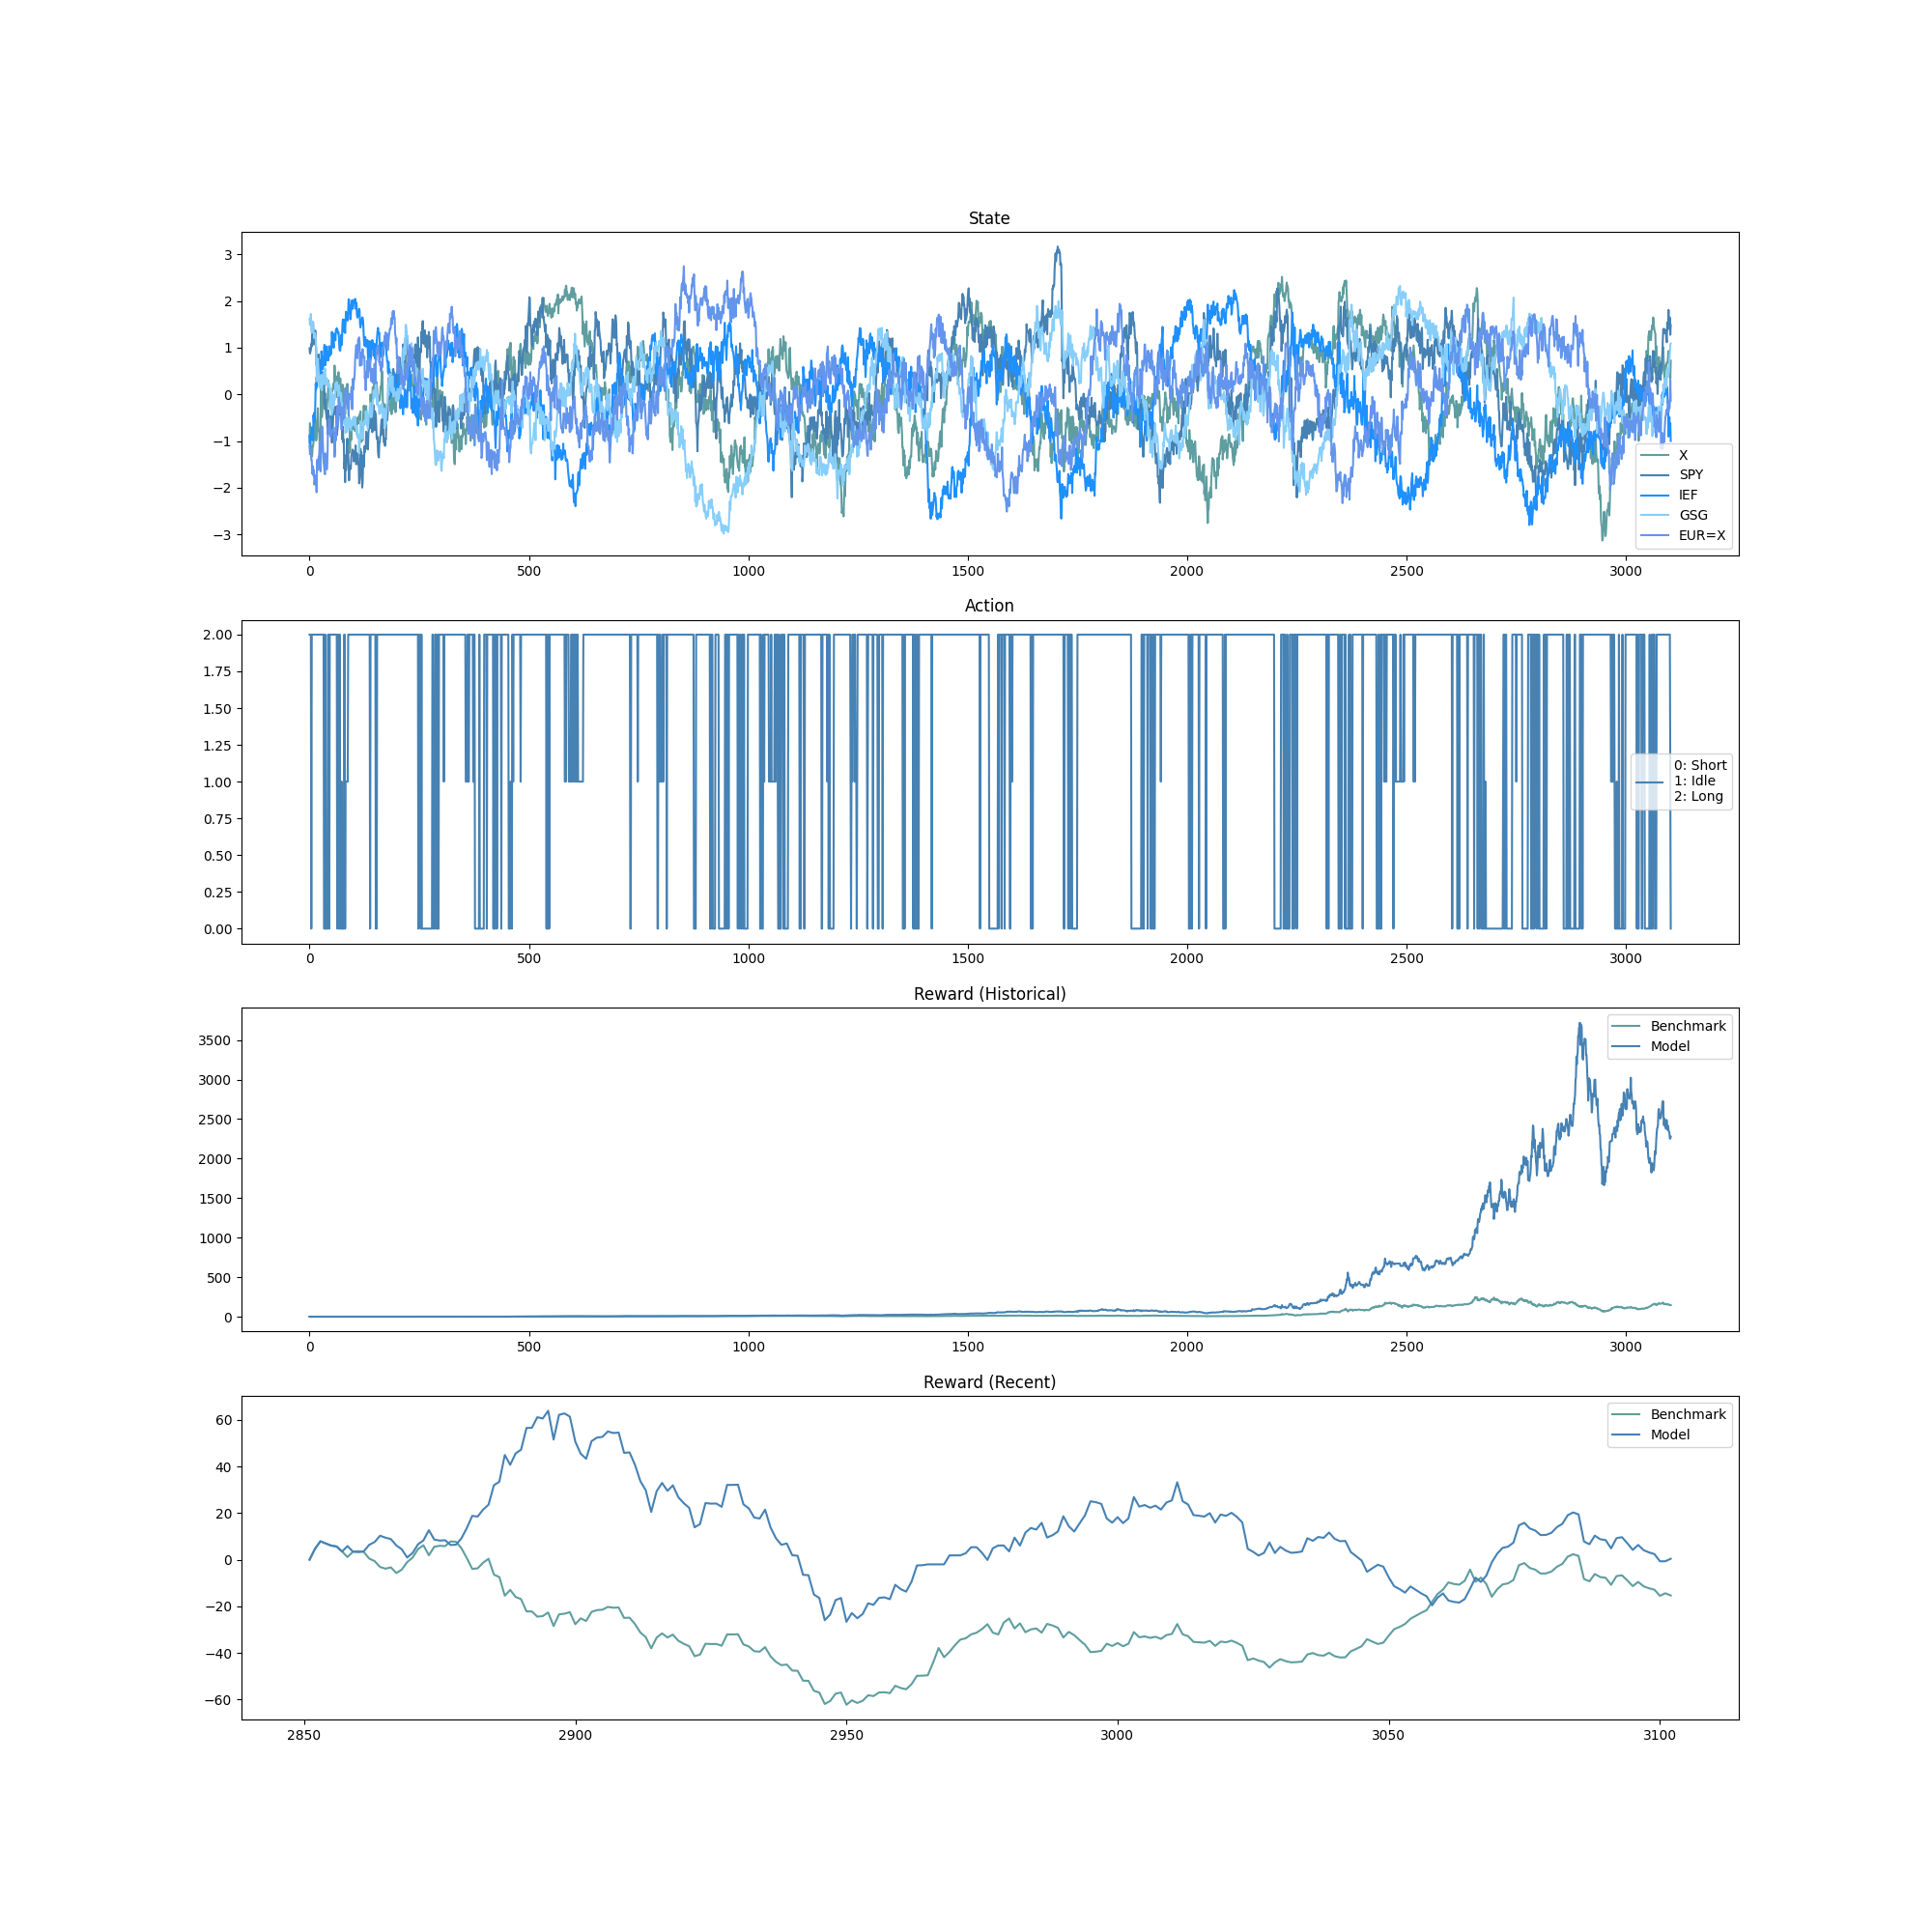 State
3
2
1
0
−1
−2
−3
X
SPY
IEF
GSG
EUR=X
0 500 1000 1500 2000 2500 3000
Action
2.00
1.75
1.50
1.25
1.00
0.75
0.50
0.25
0.00
0: Short
1: Idle
2: Long
0 500 1000 1500 2000 2500 3000
Reward (Historical)
3500
3000
2500
2000
1500
1000
500
0
Benchmark
Model
0 500 1000 1500 2000 2500 3000
Reward (Recent)
60
40
20
0
−20
−40
−60
Benchmark
Model
2850 2900 2950 3000 3050 3100